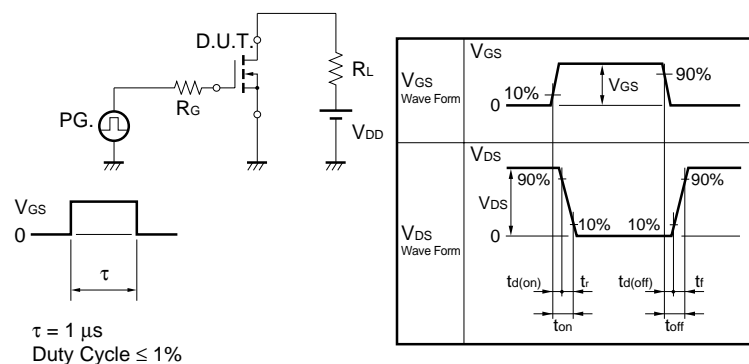 D.U.T.
RL
RG
PG.
VDD
VGS
0
τ
τ = 1 μs
Duty Cycle ≤ 1%
VGS
Wave Form
VGS
10%
VGS
90%
0
VDS
Wave Form
VDS
90%
90%
VDS
10%
10%
0
td(on)
tr
td(off)
tf
ton
toff